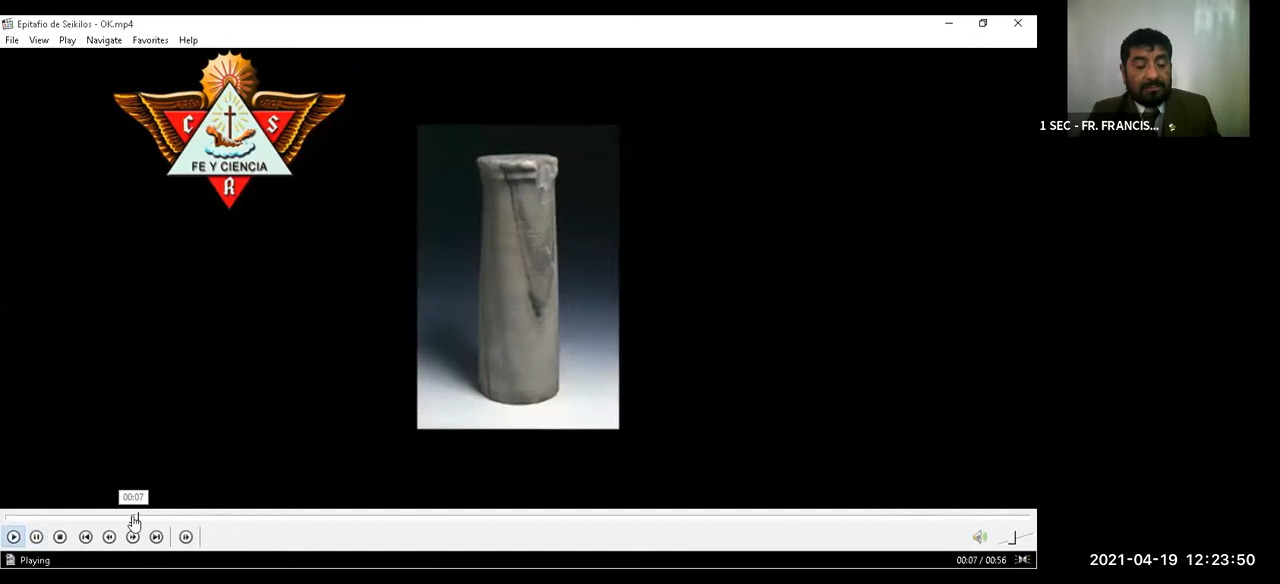 Epitafio de Seikilos - OK.mp4
File View Play Navigate Favorites Help
C S
FE Y CIENCIA
R
1 SEC - FR. FRANCIS...
00:07
Playing
00:07 / 00:56
2021-04-19 12:23:50